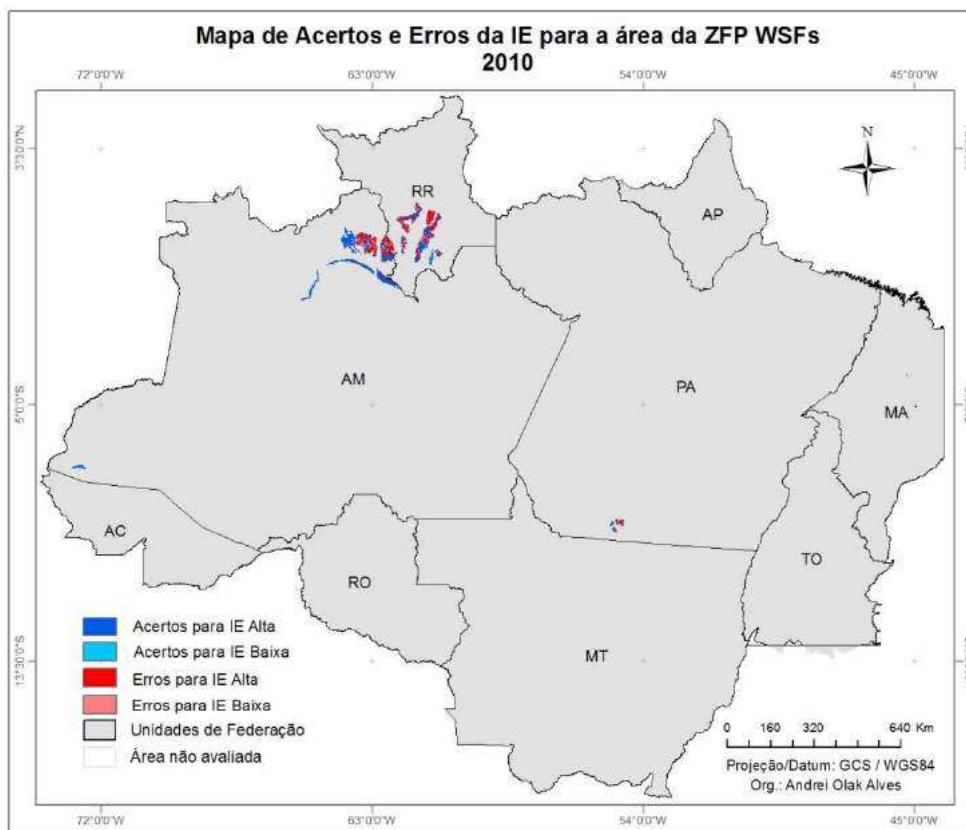 Mapa de Acertos e Erros da IE para a área da ZFP WSFs
2010
72°0'0"W 63°0'0"W 54°0'0"W 45°0'0"W
3°30'0"N
N
RR
AP
AM
PA
MA
5°0'0"S
AC
RO
TO
MT
13°30'0"S
Acertos para IE Alta
Acertos para IE Baixa
Erros para IE Alta
Erros para IE Baixa
Unidades de Federação
Área não avaliada
0 160 320 640 Km
Projeção/Datum: GCS / WGS84
Org.: Andrei Olak Alves
72°0'0"W 63°0'0"W 54°0'0"W 45°0'0"W